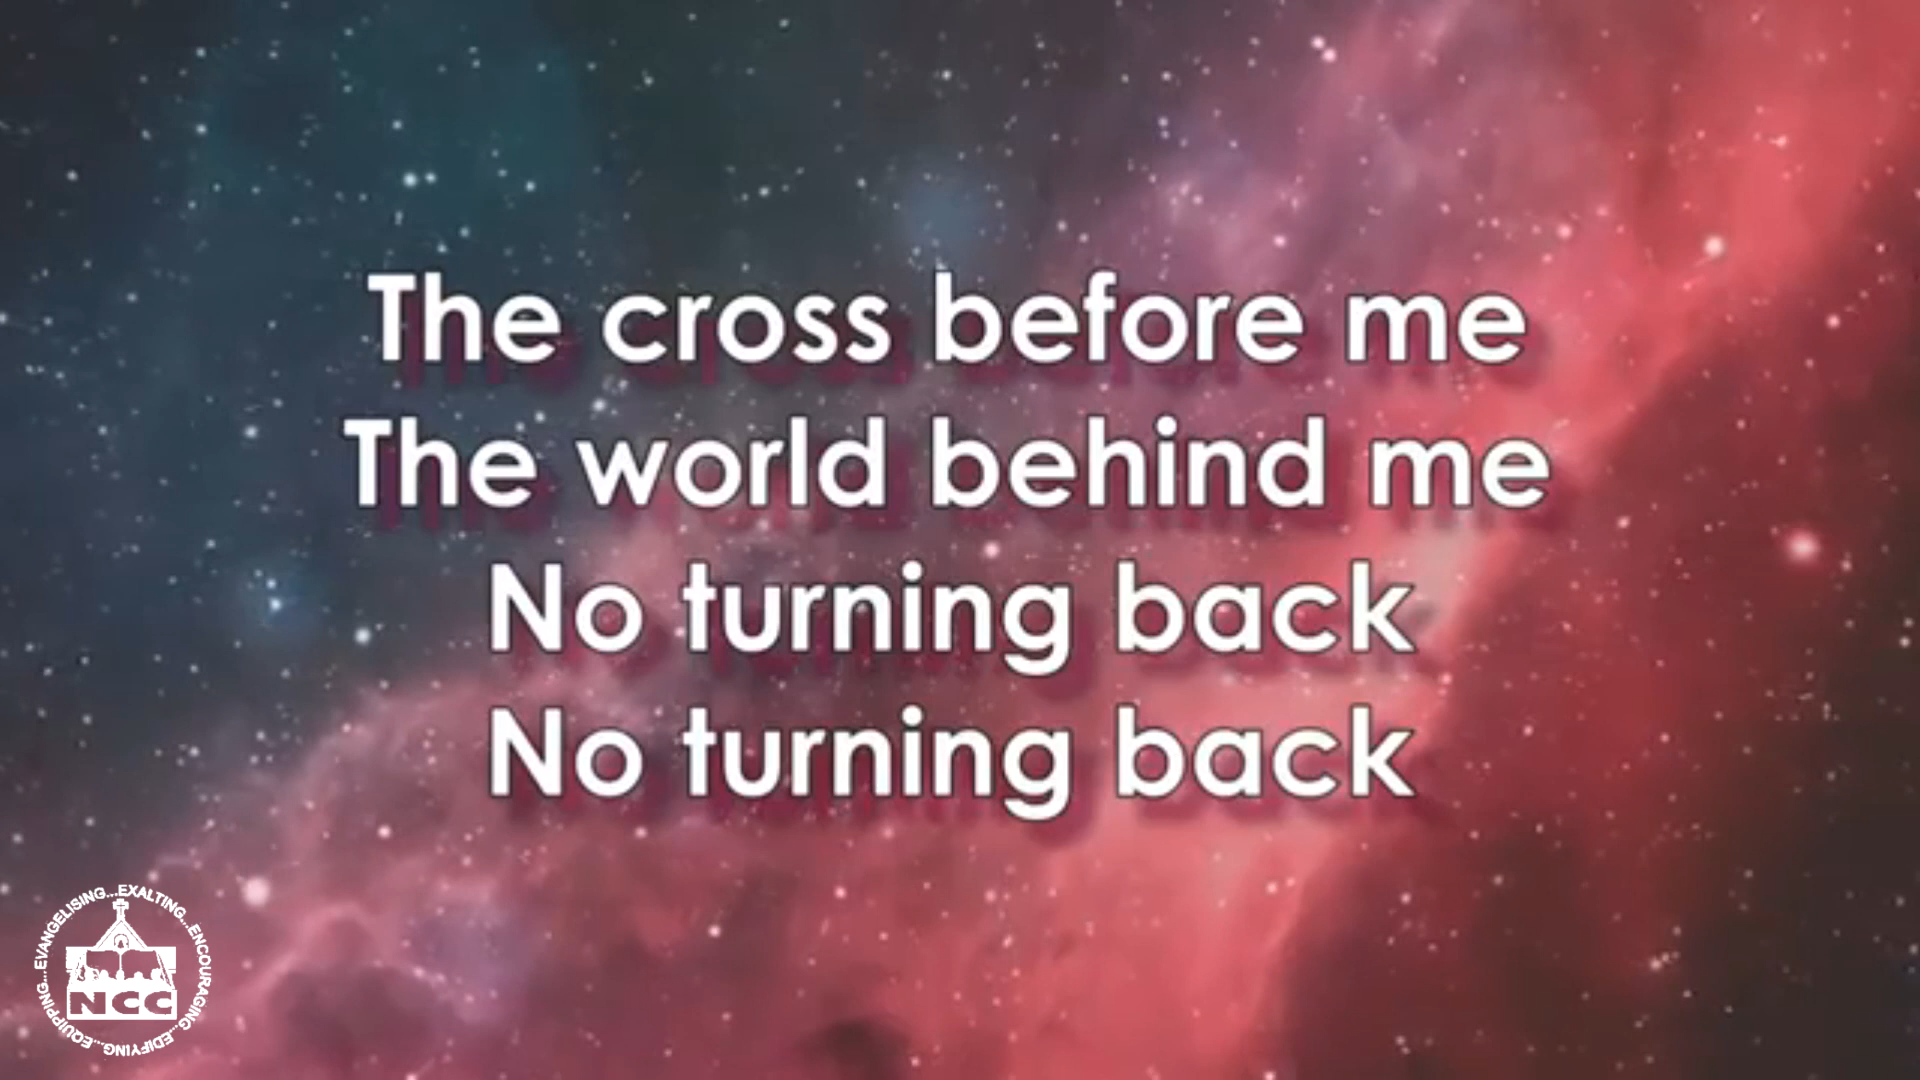 The cross before me
The world behind me
No turning back
No turning back
EVANGELISING...EXALTING...ENCOURAGING...EDIFYING...EQUIPPING...
NCC